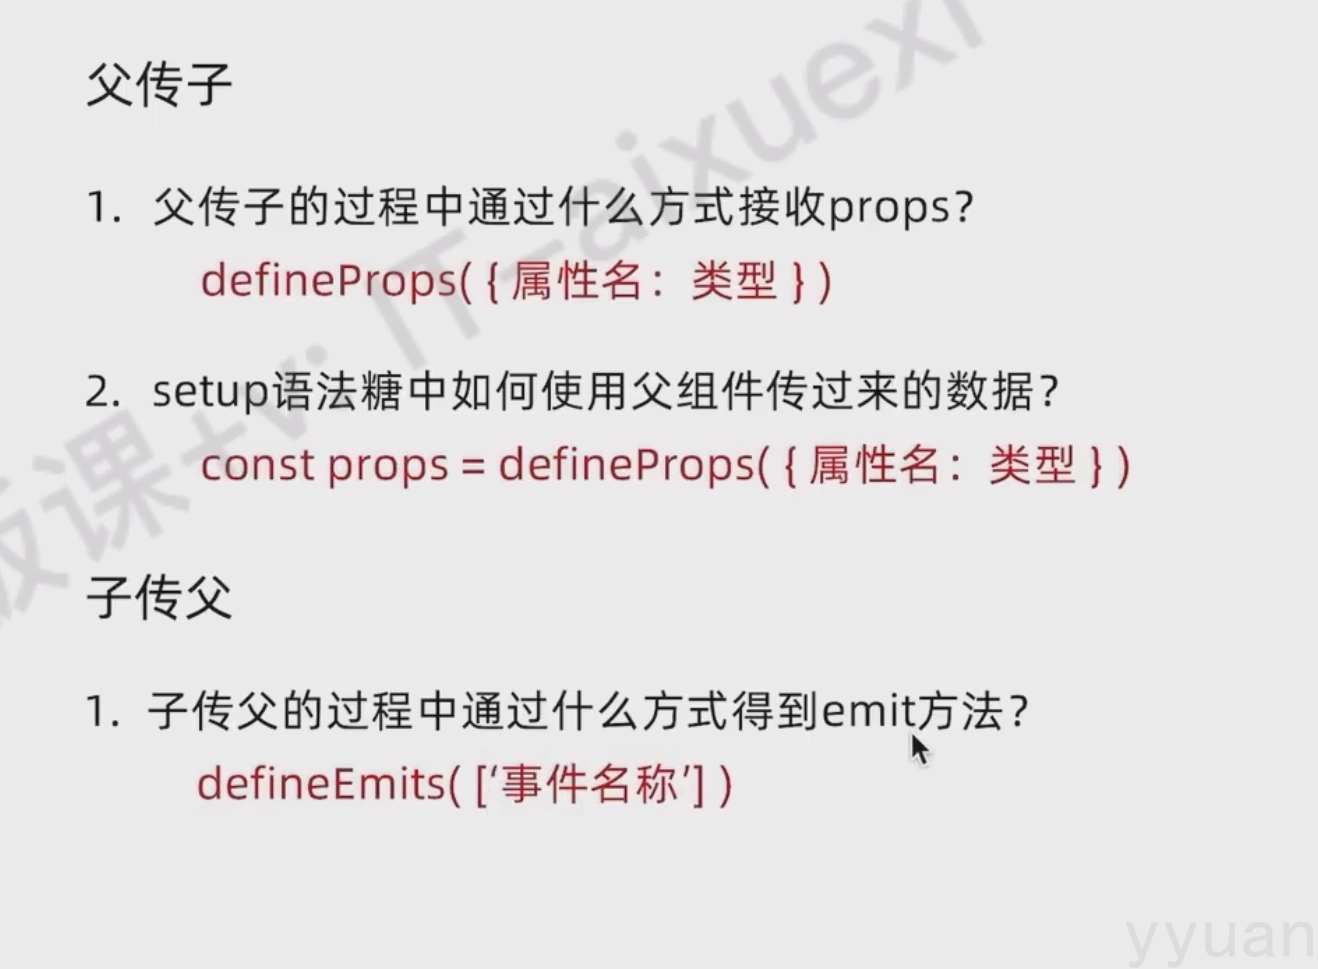 父传子
1. 父传子的过程中通过什么方式接收props?
defineProps( { 属性名：类型 } )
2. setup语法糖中如何使用父组件传过来的数据?
const props = defineProps( { 属性名：类型 } )
子传父
1. 子传父的过程中通过什么方式得到emit方法?
defineEmits( [‘事件名称’] )
版课+v: IT-aixuexi
yyuan